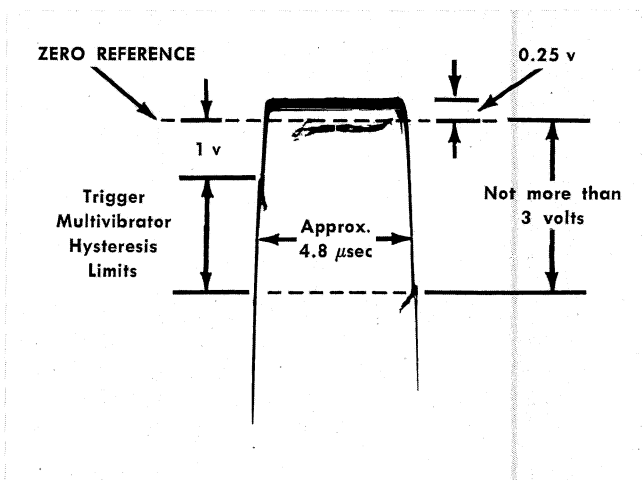 ZERO REFERENCE
0.25 v
1 v
Trigger
Multivibrator
Hysteresis
Limits
Approx.
4.8 μsec
Not more than
3 volts